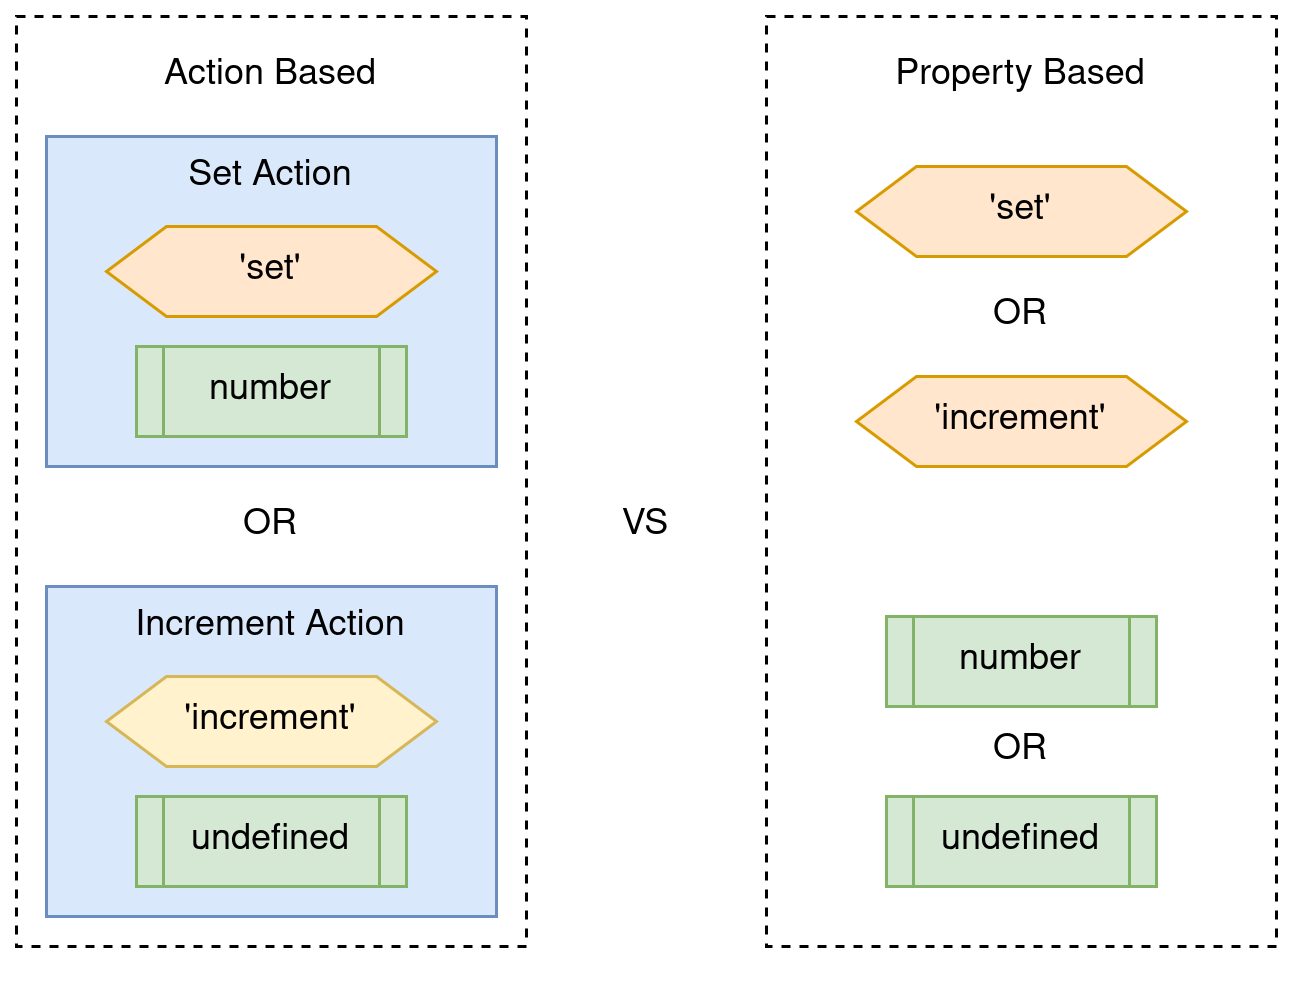 Action Based
Set Action
'set'
number
OR
Increment Action
'increment'
undefined
VS
Property Based
'set'
OR
'increment'
number
OR
undefined